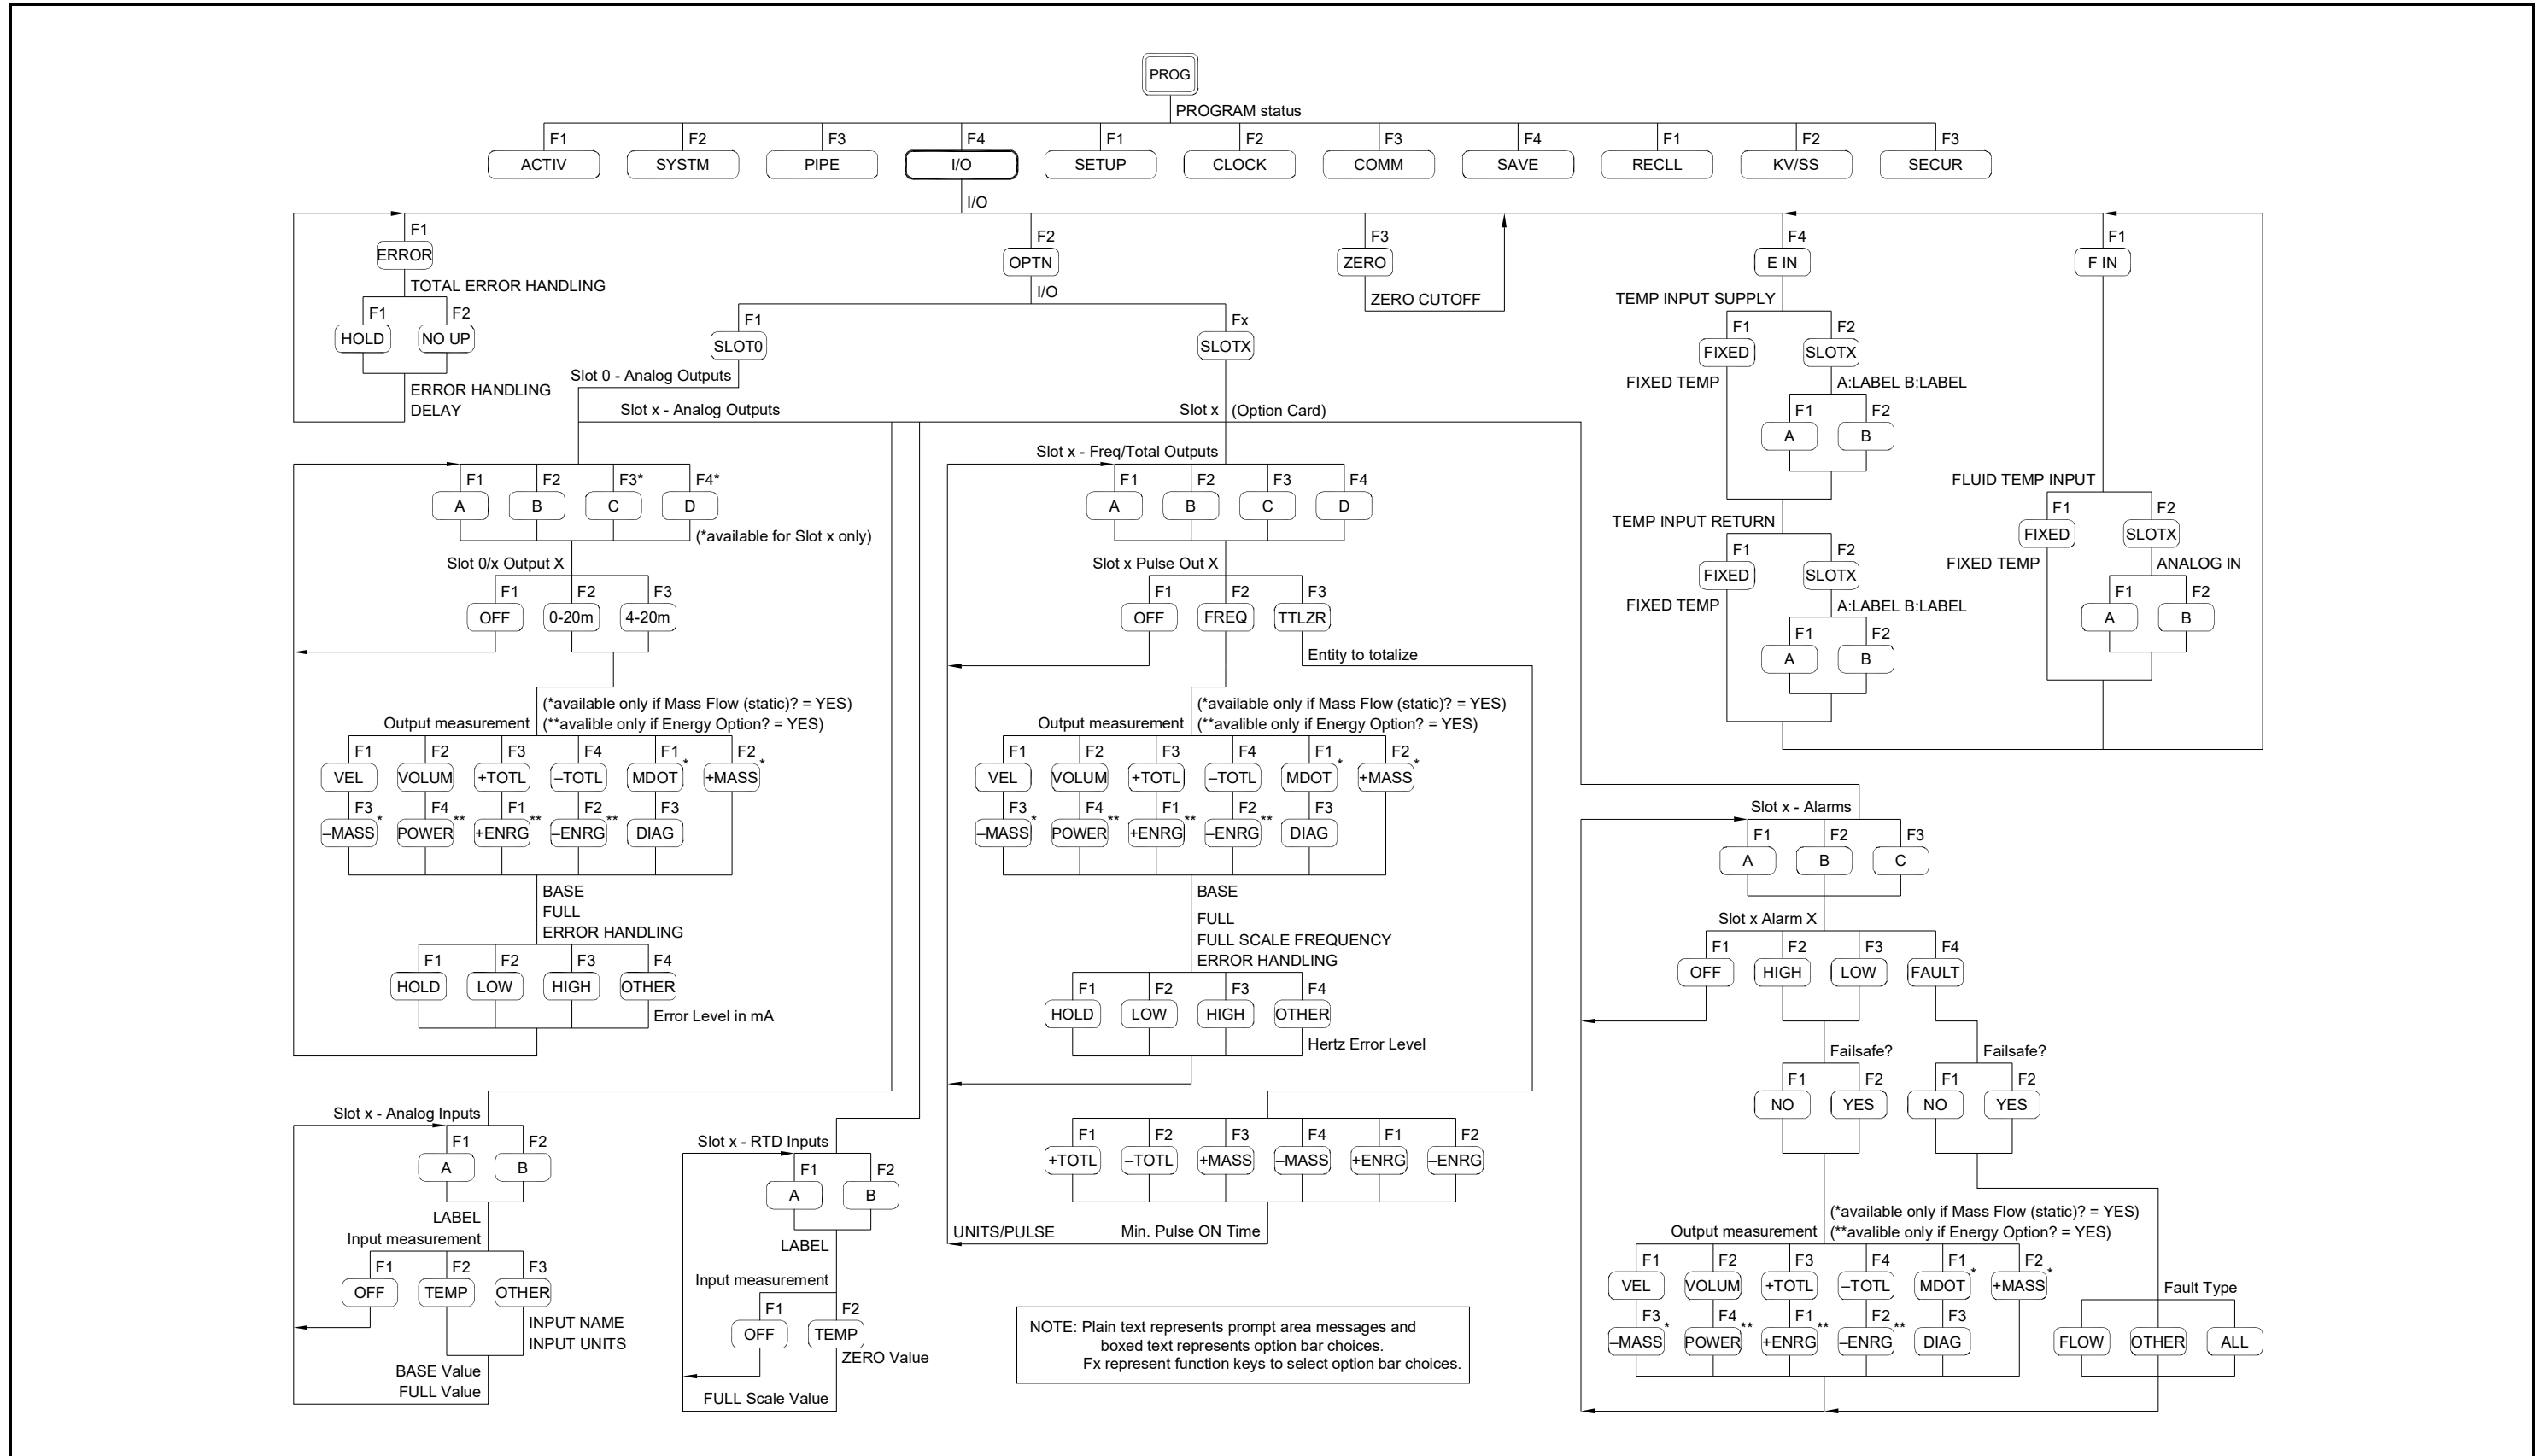 PROG
PROGRAM status
F1 F2 F3 F4 F1 F2 F3 F4 F1 F2 F3
ACTIV SYSTM PIPE I/O SETUP CLOCK COMM SAVE RECLL KV/SS SECUR
I/O
F1
ERROR
TOTAL ERROR HANDLING
F1 F2
HOLD NO UP
ERROR HANDLING
DELAY
F2
OPTN
I/O
F1 Fx
SLOT0 SLOTX
Slot 0 - Analog Outputs
Slot x - Analog Outputs
Slot x (Option Card)
F3
ZERO
ZERO CUTOFF
F4
E IN
TEMP INPUT SUPPLY
F1 F2
FIXED SLOTX
FIXED TEMP A:LABEL B:LABEL
F1 F2
A B
TEMP INPUT RETURN
F1 F2
FIXED SLOTX
FIXED TEMP A:LABEL B:LABEL
F1 F2
A B
F1
F IN
FLUID TEMP INPUT
F1 F2
FIXED SLOTX
FIXED TEMP ANALOG IN
F1 F2
A B
F1 F2 F3* F4*
A B C D
(*available for Slot x only)
Slot 0/x Output X
F1 F2 F3
OFF 0-20m 4-20m
(*available only if Mass Flow (static)? = YES)
Output measurement (**avalible only if Energy Option? = YES)
F1 F2 F3 F4 F1 F2
VEL VOLUM +TOTL –TOTL MDOT* +MASS*
F3 F4 F1 F2 F3
–MASS* POWER** +ENRG** –ENRG** DIAG
BASE
FULL
ERROR HANDLING
F1 F2 F3 F4
HOLD LOW HIGH OTHER
Error Level in mA
Slot x - Freq/Total Outputs
F1 F2 F3 F4
A B C D
Slot x Pulse Out X
F1 F2 F3
OFF FREQ TTLZR
Entity to totalize
(*available only if Mass Flow (static)? = YES)
Output measurement (**avalible only if Energy Option? = YES)
F1 F2 F3 F4 F1 F2
VEL VOLUM +TOTL –TOTL MDOT* +MASS*
F3 F4 F1 F2 F3
–MASS* POWER** +ENRG** –ENRG** DIAG
BASE
FULL
FULL SCALE FREQUENCY
ERROR HANDLING
F1 F2 F3 F4
HOLD LOW HIGH OTHER
Hertz Error Level
F1 F2 F3 F4 F1 F2
+TOTL –TOTL +MASS –MASS +ENRG –ENRG
UNITS/PULSE Min. Pulse ON Time
Slot x - Analog Inputs
F1 F2
A B
LABEL
Input measurement
F1 F2 F3
OFF TEMP OTHER
INPUT NAME
INPUT UNITS
BASE Value
FULL Value
Slot x - RTD Inputs
F1 F2
A B
LABEL
Input measurement
F1 F2
OFF TEMP
ZERO Value
FULL Scale Value
Slot x - Alarms
F1 F2 F3
A B C
Slot x Alarm X
F1 F2 F3 F4
OFF HIGH LOW FAULT
Failsafe? Failsafe?
F1 F2 F1 F2
NO YES NO YES
(*available only if Mass Flow (static)? = YES)
Output measurement (**avalible only if Energy Option? = YES)
F1 F2 F3 F4 F1 F2
VEL VOLUM +TOTL –TOTL MDOT* +MASS*
F3 F4 F1 F2 F3
–MASS* POWER** +ENRG** –ENRG** DIAG
Fault Type
FLOW OTHER ALL
NOTE: Plain text represents prompt area messages and
boxed text represents option bar choices.
Fx represent function keys to select option bar choices.